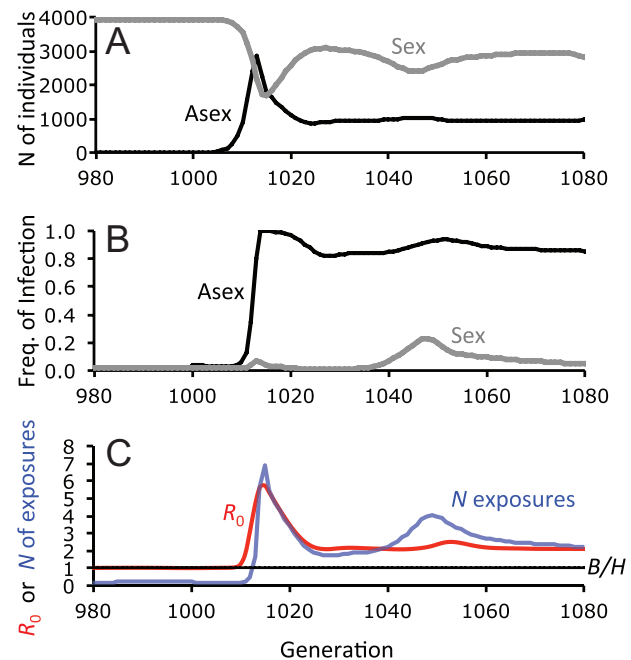 A
N of individuals
4000
3000
2000
1000
0
Sex
Asex
980 1000 1020 1040 1060 1080
B
Freq. of Infection
1.0
0.8
0.6
0.4
0.2
0.0
Asex
Sex
980 1000 1020 1040 1060 1080
C
R0 or N of exposures
8
7
6
5
4
3
2
1
0
R0
N exposures
B/H
980 1000 1020 1040 1060 1080
Generation